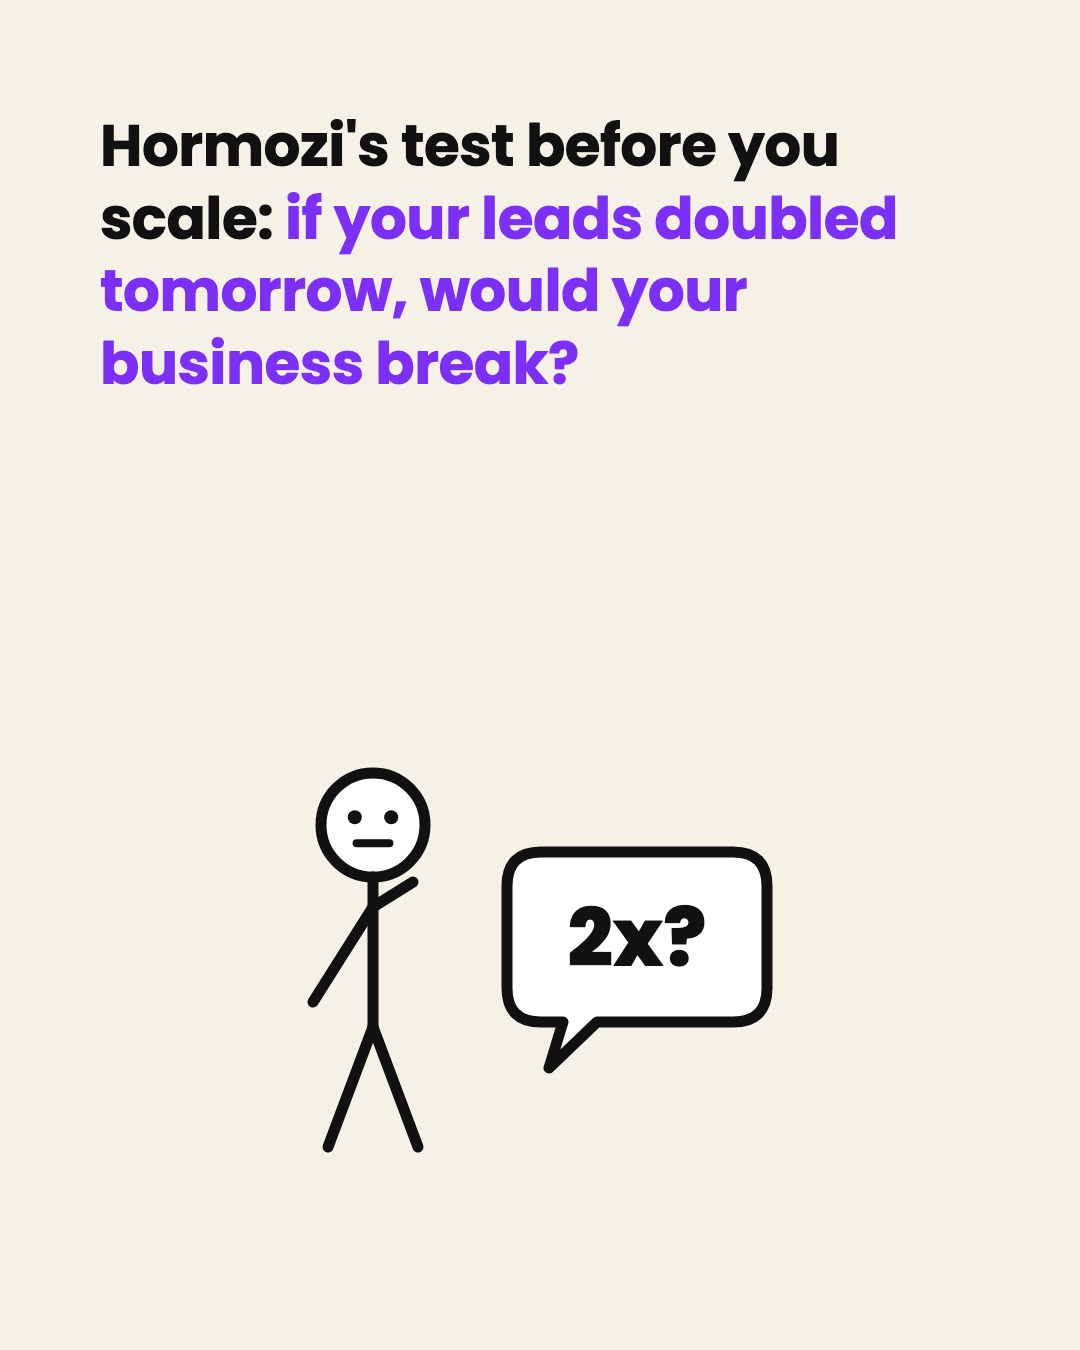 Hormozi's test before you
scale: if your leads doubled
tomorrow, would your
business break?
2x?